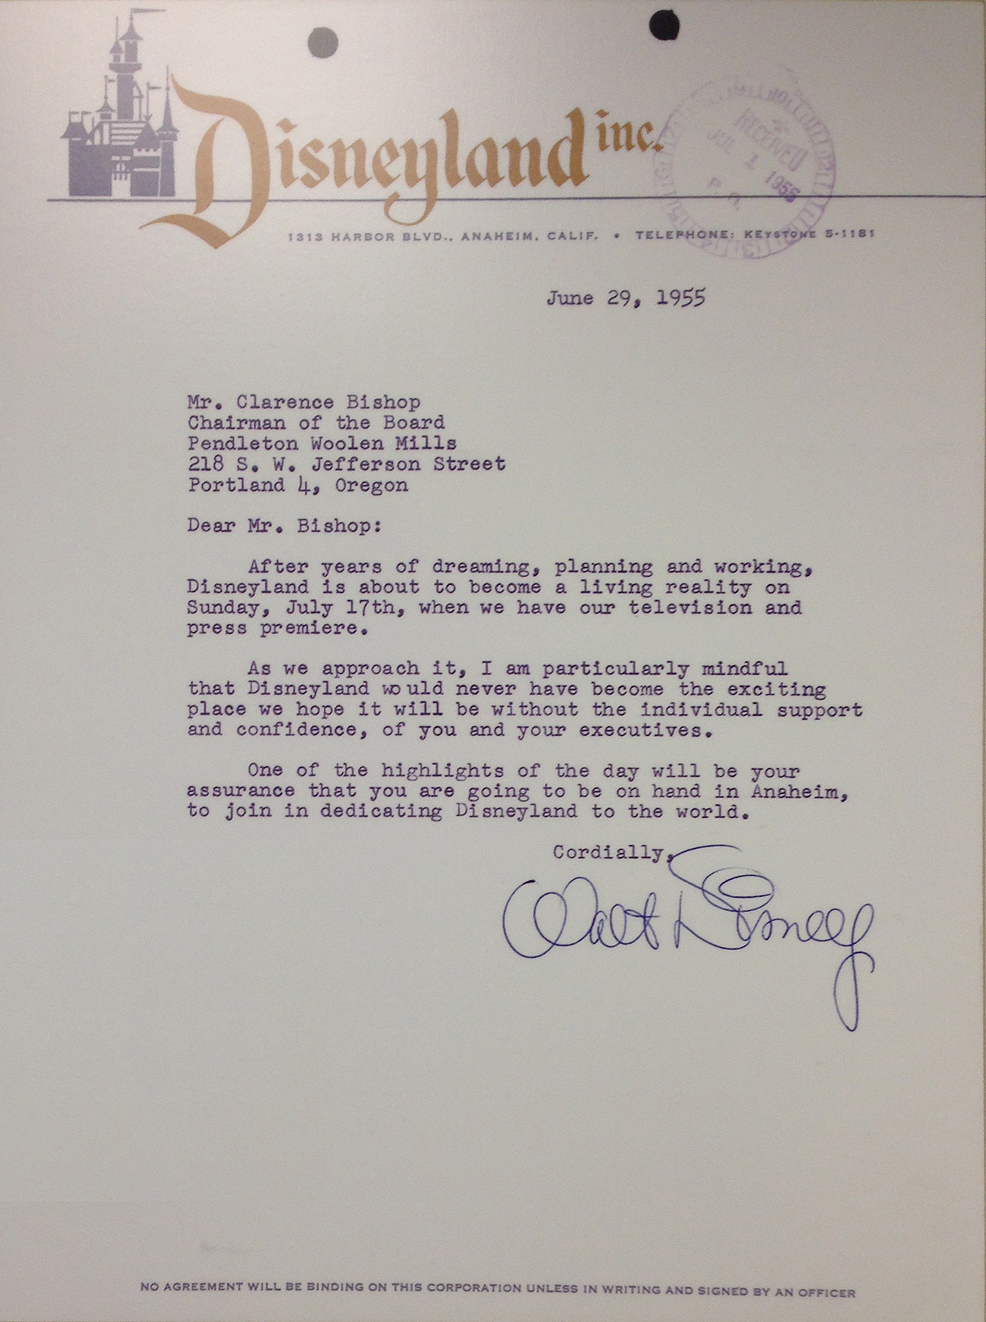 Disneyland inc.
1313 HARBOR BLVD., ANAHEIM, CALIF. • TELEPHONE: KEYSTONE 5-1181
RECEIVED
JUL 1 1955
June 29, 1955
Mr. Clarence Bishop
Chairman of the Board
Pendleton Woolen Mills
218 S. W. Jefferson Street
Portland 4, Oregon
Dear Mr. Bishop:
After years of dreaming, planning and working,
Disneyland is about to become a living reality on
Sunday, July 17th, when we have our television and
press premiere.
As we approach it, I am particularly mindful
that Disneyland would never have become the exciting
place we hope it will be without the individual support
and confidence, of you and your executives.
One of the highlights of the day will be your
assurance that you are going to be on hand in Anaheim,
to join in dedicating Disneyland to the world.
Cordially,
Walt Disney
NO AGREEMENT WILL BE BINDING ON THIS CORPORATION UNLESS IN WRITING AND SIGNED BY AN OFFICER